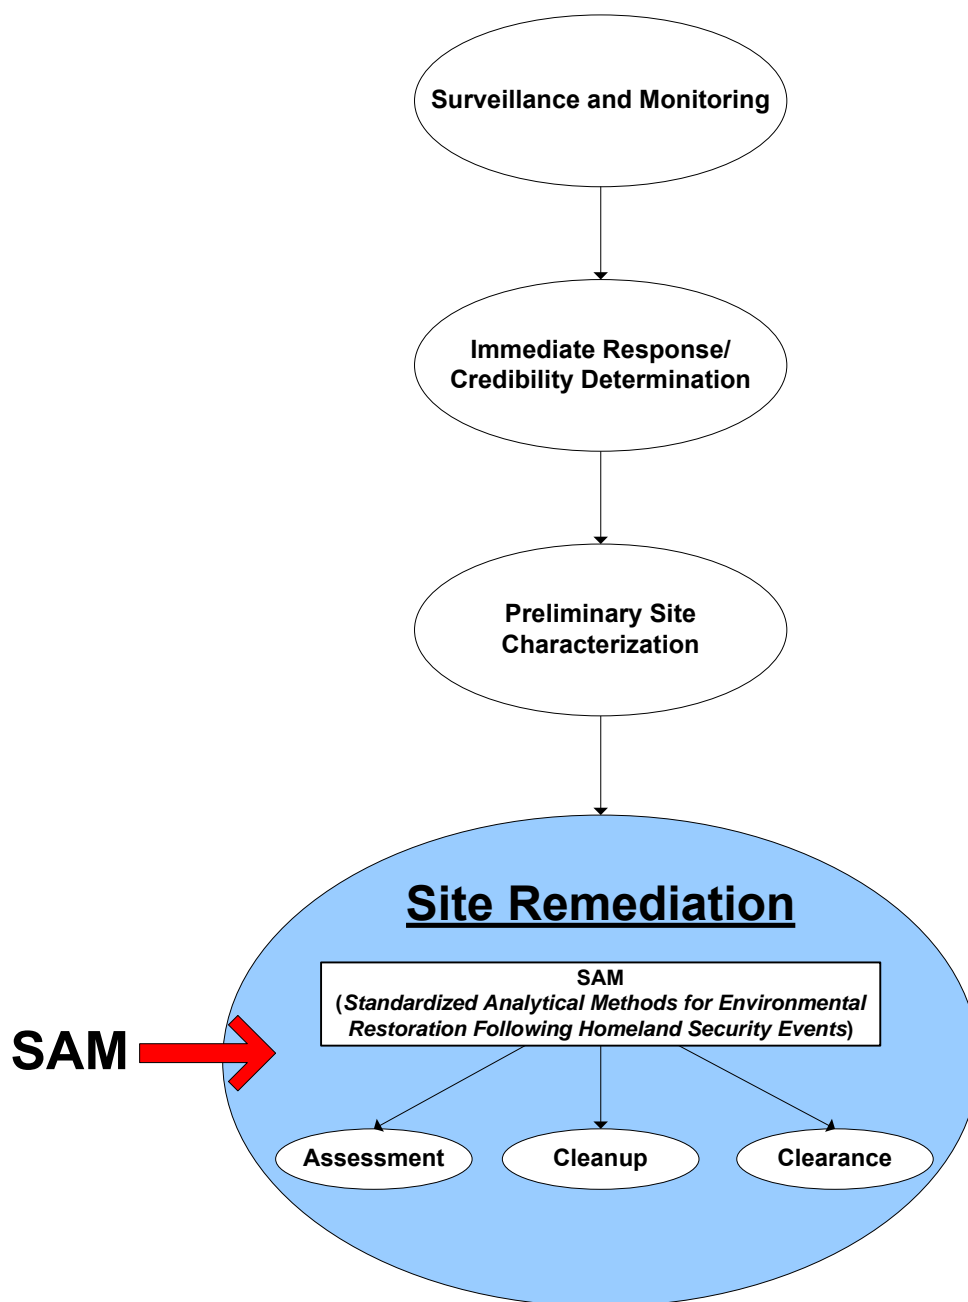 Surveillance and Monitoring
Immediate Response/
Credibility Determination
Preliminary Site
Characterization
Site Remediation
SAM
(Standardized Analytical Methods for Environmental
Restoration Following Homeland Security Events)
SAM
Assessment
Cleanup
Clearance